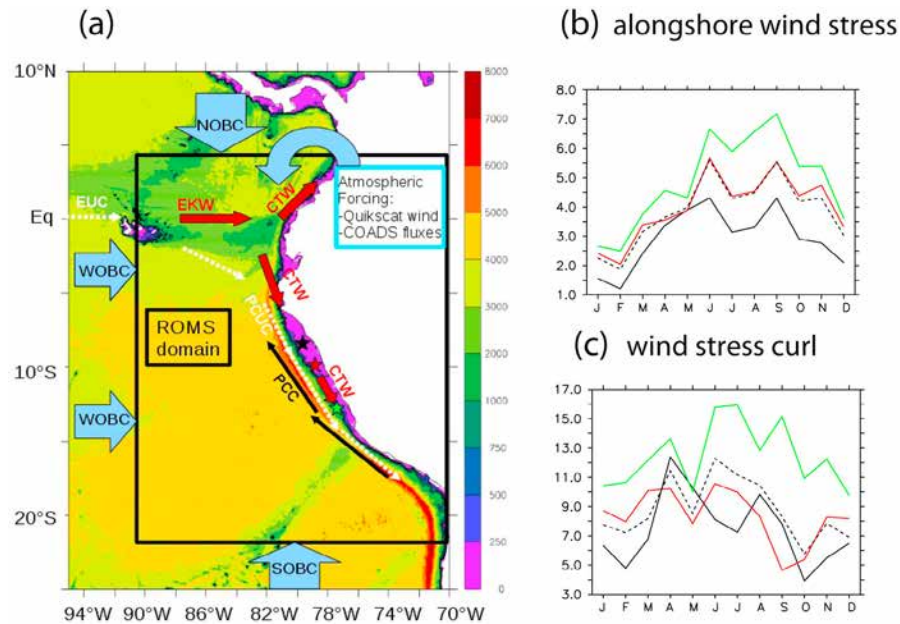 (a)
10°N
Eq
10°S
20°S
94°W 90°W 86°W 82°W 78°W 74°W 70°W
NOBC
EUC
EKW
CTW
WOBC
Atmospheric
Forcing:
-Quikscat wind
-COADS fluxes
CTW
PCUC
ROMS
domain
CTW
PCC
WOBC
SOBC
8000
7000
6000
5000
4000
3000
2000
1000
750
500
250
0
(b) alongshore wind stress
8.0
7.0
6.0
5.0
4.0
3.0
2.0
1.0
J F M A M J J A S O N D
(c) wind stress curl
17.0
15.0
13.0
11.0
9.0
7.0
5.0
3.0
J F M A M J J A S O N D